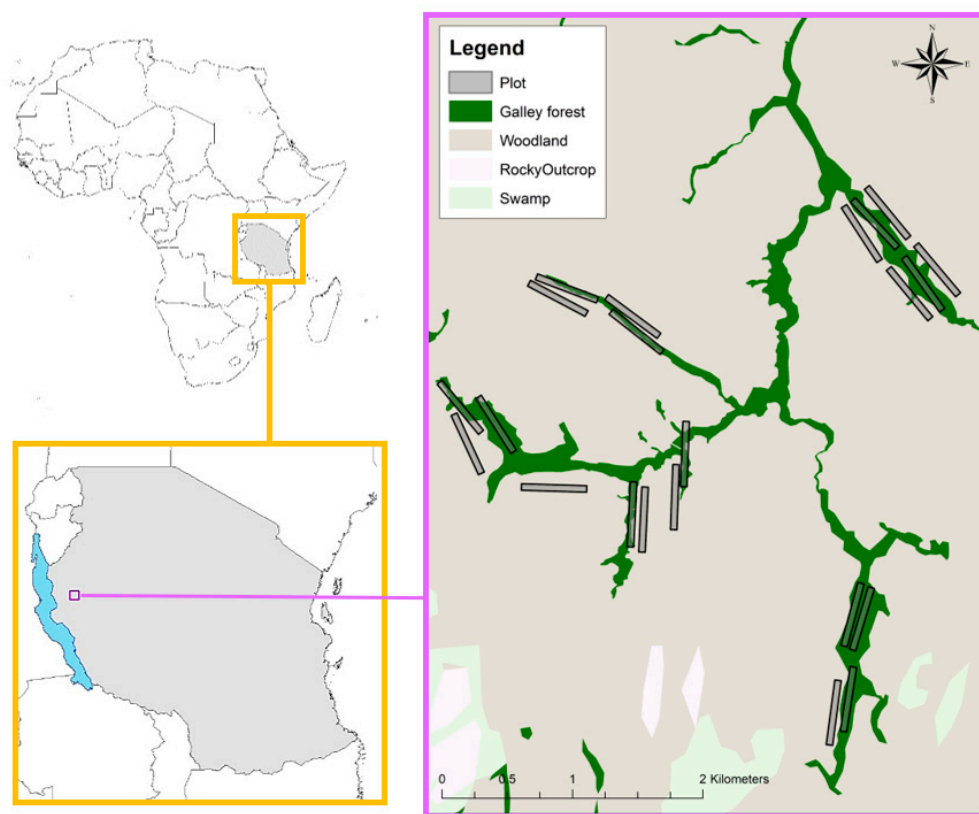 Legend
Plot
Galley forest
Woodland
RockyOutcrop
Swamp
N
W E
S
0 0.5 1 2 Kilometers